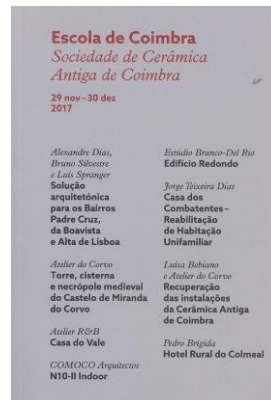 Escola de Coimbra
Sociedade de Cerâmica
Antiga de Coimbra
29 nov - 30 dez
2017
Alexandre Dias,
Bruno Silvestre
e Luís Spranger
Solução
arquitetónica
para os Bairros
Padre Cruz,
da Boavista
e Alta de Lisboa
Atelier do Corvo
Torre, cisterna
e necrópole medieval
do Castelo de Miranda
do Corvo
Atelier R&B
Casa do Vale
COMOCO Arquitectos
N10-II Indoor
Estúdio Branco-Del Rio
Edifício Redondo
Jorge Teixeira Dias
Casa dos
Combatentes –
Reabilitação
de Habitação
Unifamiliar
Luísa Bebiano
e Atelier do Corvo
Recuperação
das instalações
da Cerâmica Antiga
de Coimbra
Pedro Brígida
Hotel Rural do Colmeal